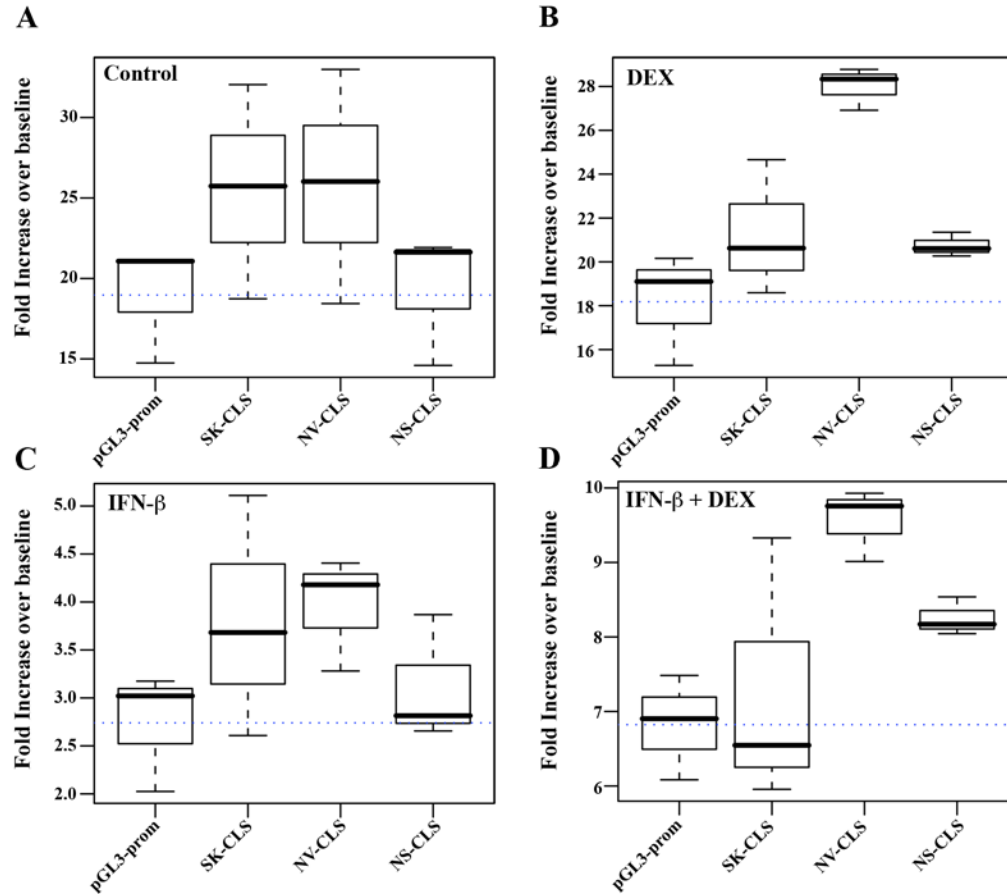 A
Control
Fold Increase over baseline
30
25
20
15
pGL3-prom
SK-CLS
NV-CLS
NS-CLS
B
DEX
Fold Increase over baseline
28
26
24
22
20
18
16
pGL3-prom
SK-CLS
NV-CLS
NS-CLS
C
IFN-β
Fold Increase over baseline
5.0
4.5
4.0
3.5
3.0
2.5
2.0
pGL3-prom
SK-CLS
NV-CLS
NS-CLS
D
IFN-β + DEX
Fold Increase over baseline
10
9
8
7
6
pGL3-prom
SK-CLS
NV-CLS
NS-CLS